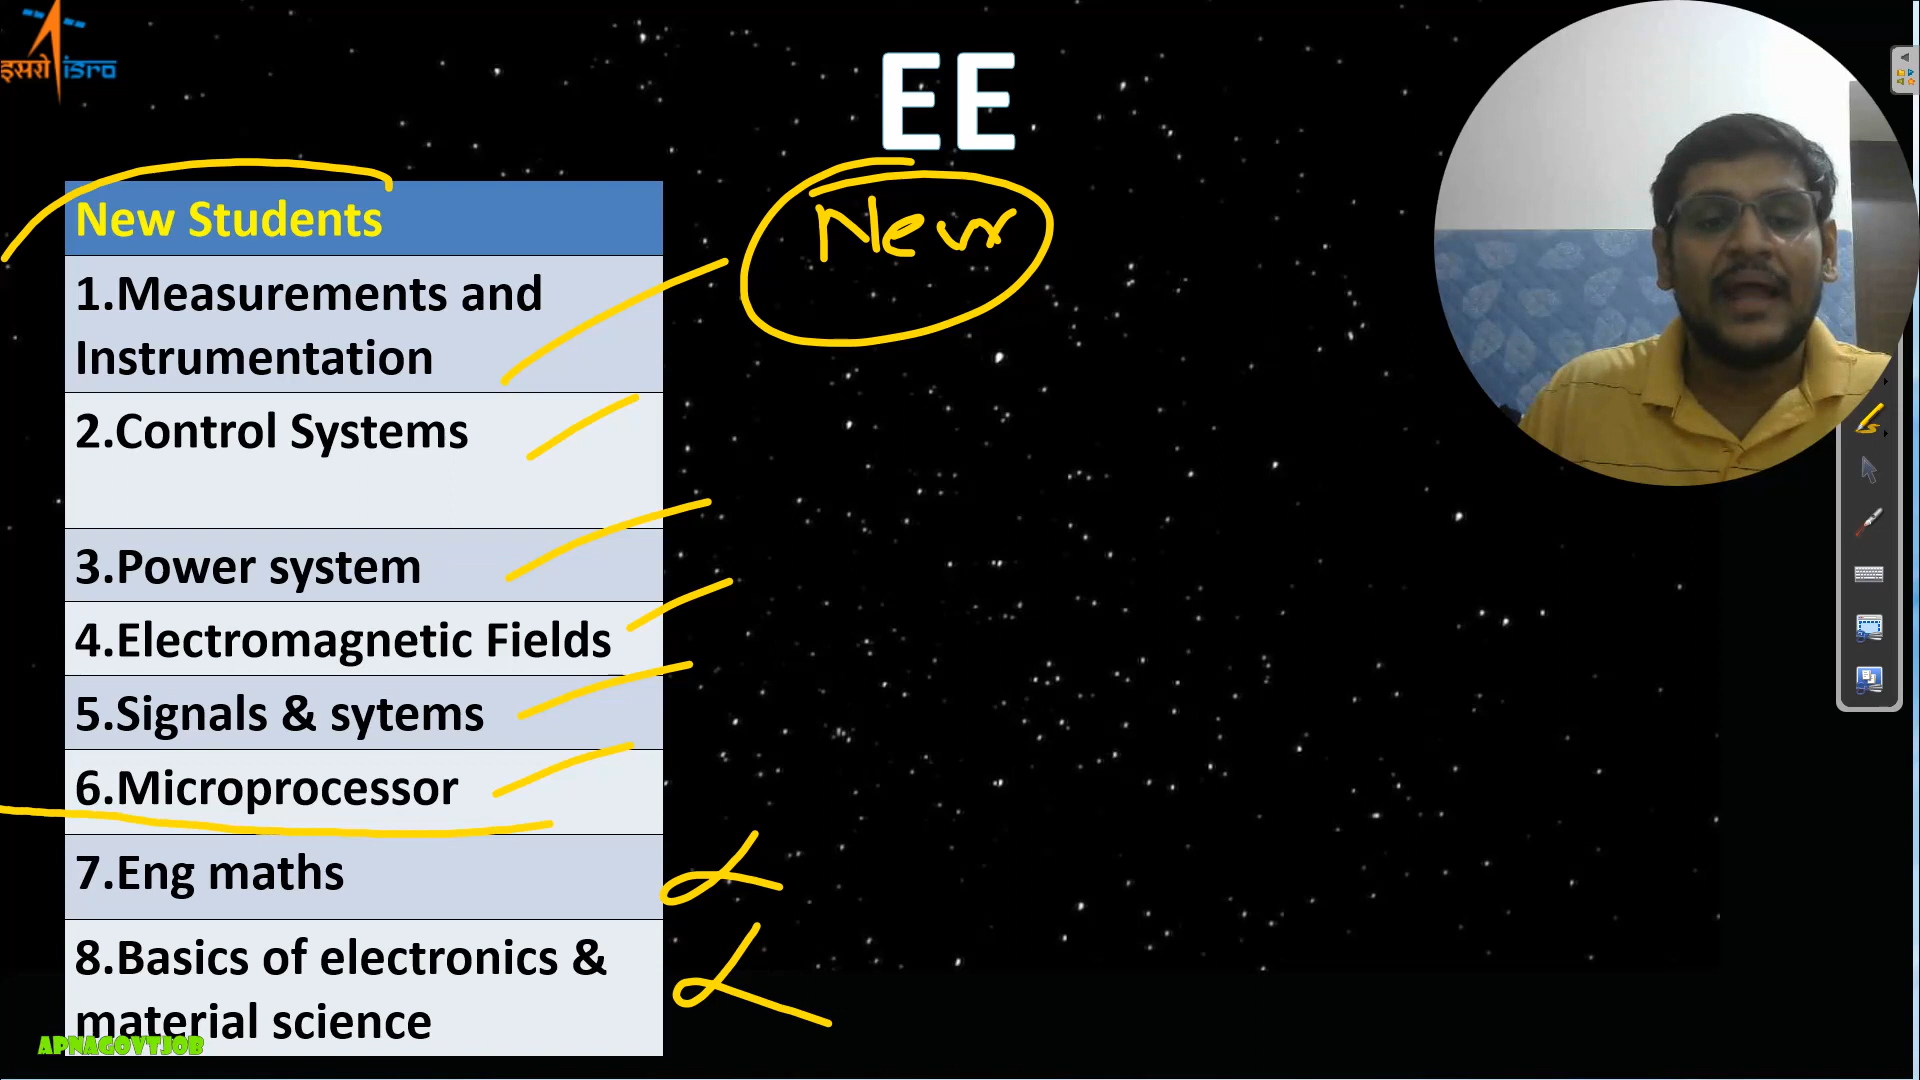 इसरो isro
EE
New
New Students
1.Measurements and
Instrumentation
2.Control Systems
3.Power system
4.Electromagnetic Fields
5.Signals & sytems
6.Microprocessor
7.Eng maths
8.Basics of electronics &
material science
APNAGOVTJOB